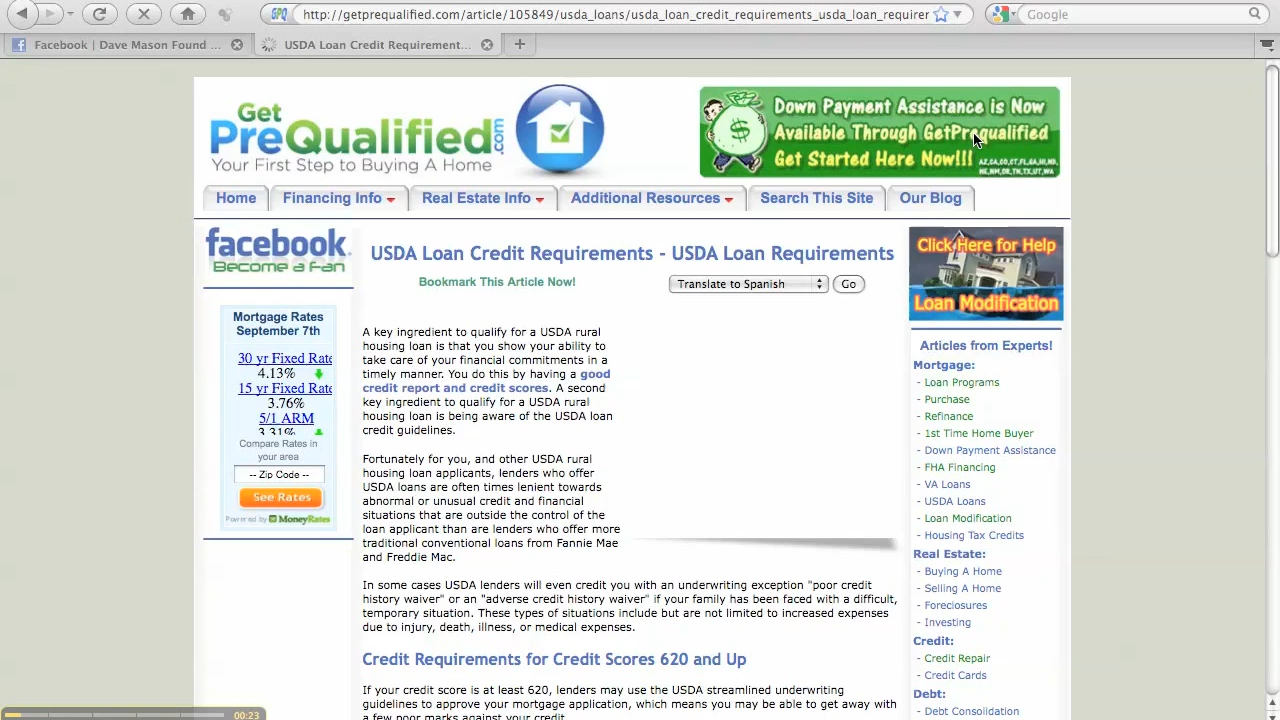 http://getprequalified.com/article/105849/usda_loans/usda_loan_credit_requirements_usda_loan_requirer
Google
Facebook | Dave Mason Found ...
USDA Loan Credit Requirement...
Get
PreQualified.com
Your First Step to Buying A Home
Down Payment Assistance is Now
Available Through GetPrequalified
Get Started Here Now!!!
Home
Financing Info
Real Estate Info
Additional Resources
Search This Site
Our Blog
facebook.
Become a Fan
Mortgage Rates
September 7th
30 yr Fixed Rate
4.13%
15 yr Fixed Rate
3.76%
5/1 ARM
3.31%
Compare Rates in
your area
-- Zip Code --
See Rates
Powered by MoneyRates
USDA Loan Credit Requirements - USDA Loan Requirements
Bookmark This Article Now!
Translate to Spanish
Go
A key ingredient to qualify for a USDA rural
housing loan is that you show your ability to
take care of your financial commitments in a
timely manner. You do this by having a good
credit report and credit scores. A second
key ingredient to qualify for a USDA rural
housing loan is being aware of the USDA loan
credit guidelines.
Fortunately for you, and other USDA rural
housing loan applicants, lenders who offer
USDA loans are often times lenient towards
abnormal or unusual credit and financial
situations that are outside the control of the
loan applicant than are lenders who offer more
traditional conventional loans from Fannie Mae
and Freddie Mac.
In some cases USDA lenders will even credit you with an underwriting exception "poor credit
history waiver" or an "adverse credit history waiver" if your family has been faced with a difficult,
temporary situation. These types of situations include but are not limited to increased expenses
due to injury, death, illness, or medical expenses.
Credit Requirements for Credit Scores 620 and Up
If your credit score is at least 620, lenders may use the USDA streamlined underwriting
guidelines to approve your mortgage application, which means you may be able to get away with
a few poor marks against your credit.
Click Here for Help
Loan Modification
Articles from Experts!
Mortgage:
- Loan Programs
- Purchase
- Refinance
- 1st Time Home Buyer
- Down Payment Assistance
- FHA Financing
- VA Loans
- USDA Loans
- Loan Modification
- Housing Tax Credits
Real Estate:
- Buying A Home
- Selling A Home
- Foreclosures
- Investing
Credit:
- Credit Repair
- Credit Cards
Debt:
- Debt Consolidation
00:23